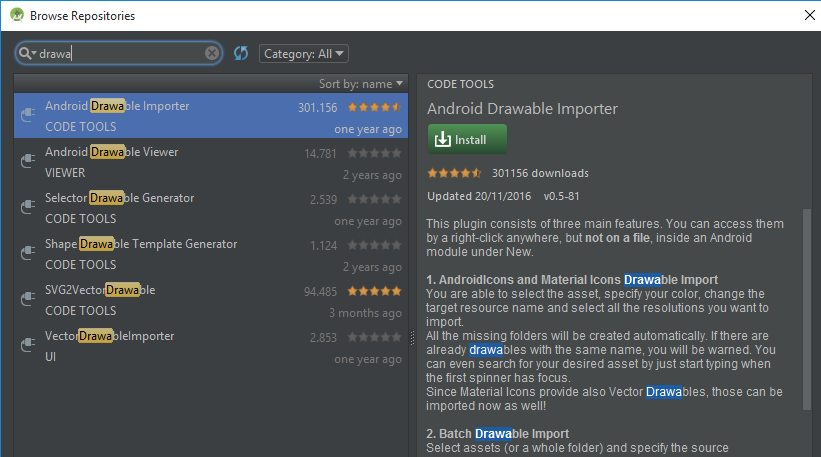 Browse Repositories
drawa
Category: All
Sort by: name
Android Drawable Importer 301.156
CODE TOOLS one year ago
Android Drawable Viewer 14.781
VIEWER 2 years ago
Selector Drawable Generator 2.539
CODE TOOLS one year ago
Shape Drawable Template Generator 1.124
CODE TOOLS 2 years ago
SVG2VectorDrawable 94.485
CODE TOOLS 3 months ago
VectorDrawableImporter 2.853
UI one year ago
CODE TOOLS
Android Drawable Importer
Install
301156 downloads
Updated 20/11/2016 v0.5-81
This plugin consists of three main features. You can access them
by a right-click anywhere, but not on a file, inside an Android
module under New.
1. AndroidIcons and Material Icons Drawable Import
You are able to select the asset, specify your color, change the
target resource name and select all the resolutions you want to
import.
All the missing folders will be created automatically. If there are
already drawables with the same name, you will be warned. You
can even search for your desired asset by just start typing when
the first spinner has focus.
Since Material Icons provide also Vector Drawables, those can be
imported now as well!
2. Batch Drawable Import
Select assets (or a whole folder) and specify the source